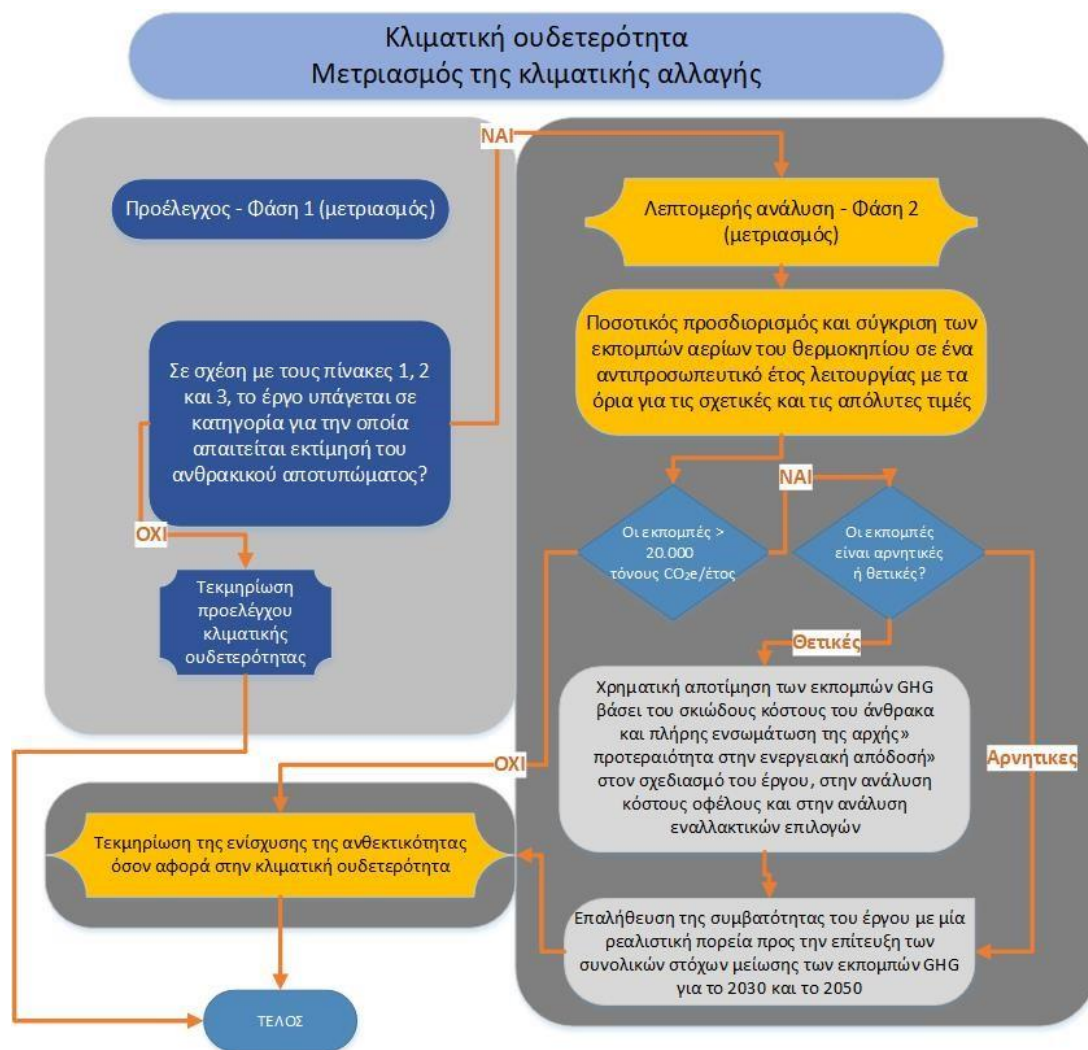 Κλιματική ουδετερότητα
Μετριασμός της κλιματικής αλλαγής
ΝΑΙ
Προέλεγχος - Φάση 1 (μετριασμός)
Λεπτομερής ανάλυση - Φάση 2
(μετριασμός)
Ποσοτικός προσδιορισμός και σύγκριση των
εκπομπών αερίων του θερμοκηπίου σε ένα
αντιπροσωπευτικό έτος λειτουργίας με τα
όρια για τις σχετικές και τις απόλυτες τιμές
Σε σχέση με τους πίνακες 1, 2
και 3, το έργο υπάγεται σε
κατηγορία για την οποία
απαιτείται εκτίμησή του
ανθρακικού αποτυπώματος?
ΝΑΙ
ΟΧΙ
Οι εκπομπές >
20.000
τόνους CO₂e/έτος
Οι εκπομπές
είναι αρνητικές
ή θετικές?
Τεκμηρίωση
προελέγχου
κλιματικής
ουδετερότητας
Θετικές
Χρηματική αποτίμηση των εκπομπών GHG
βάσει του σκιώδους κόστους του άνθρακα
και πλήρης ενσωμάτωση της αρχής»
προτεραιότητα στην ενεργειακή απόδοσή»
στον σχεδιασμό του έργου, στην ανάλυση
κόστους οφέλους και στην ανάλυση
εναλλακτικών επιλογών
Αρνητικες
ΟΧΙ
Τεκμηρίωση της ενίσχυσης της ανθεκτικότητας
όσον αφορά στην κλιματική ουδετερότητα
Επαλήθευση της συμβατότητας του έργου με μία
ρεαλιστική πορεία προς την επίτευξη των
συνολικών στόχων μείωσης των εκπομπών GHG
για το 2030 και το 2050
ΤΕΛΟΣ